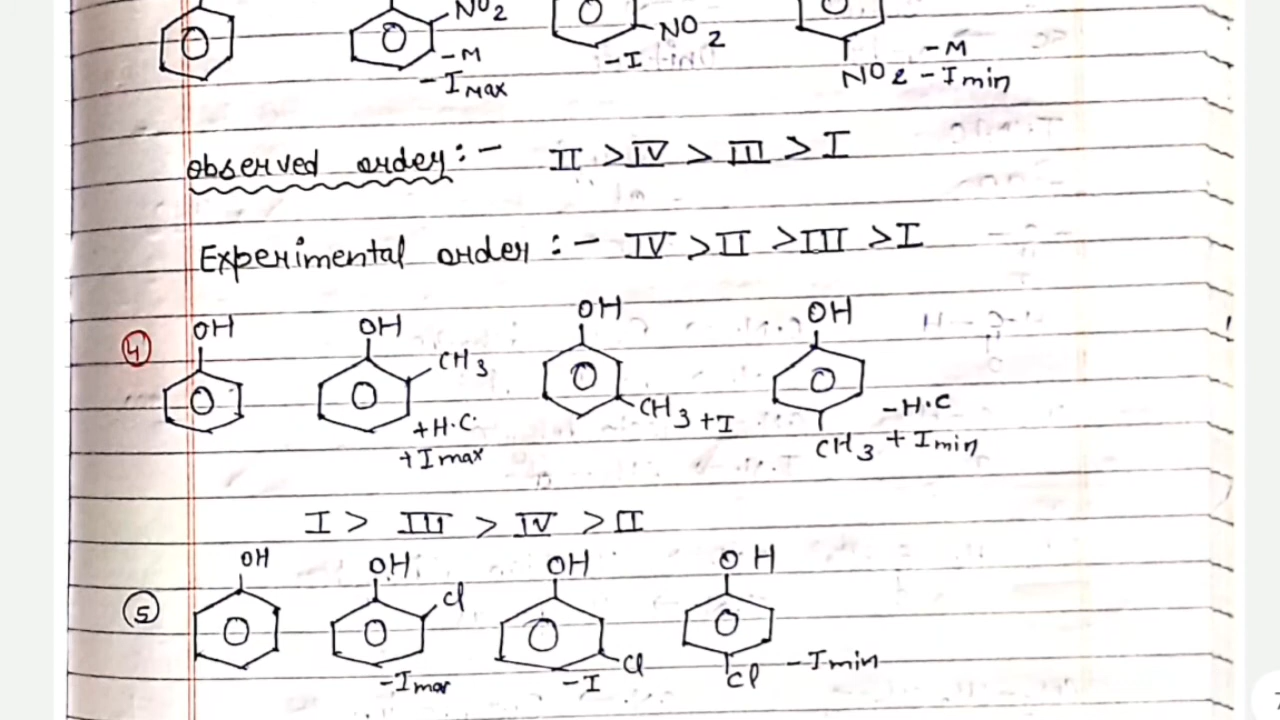 NO2 NO2
-M -I -M
-I Max NO2 -I min
observed order:- II > IV > III > I
Experimental order:- IV > II > III > I
④ OH OH OH OH
CH3
+H.C. CH3 +I -H.C
+I max CH3 + I min
I > III > IV > II
OH OH OH OH
⑤ Cl
-I max -I Cl Cl -I min